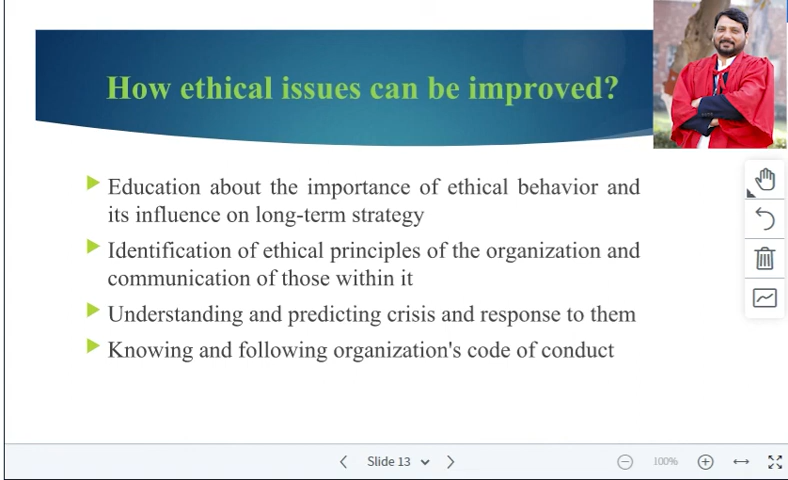 How ethical issues can be improved?
Education about the importance of ethical behavior and
its influence on long-term strategy
Identification of ethical principles of the organization and
communication of those within it
Understanding and predicting crisis and response to them
Knowing and following organization's code of conduct
Slide 13
100%